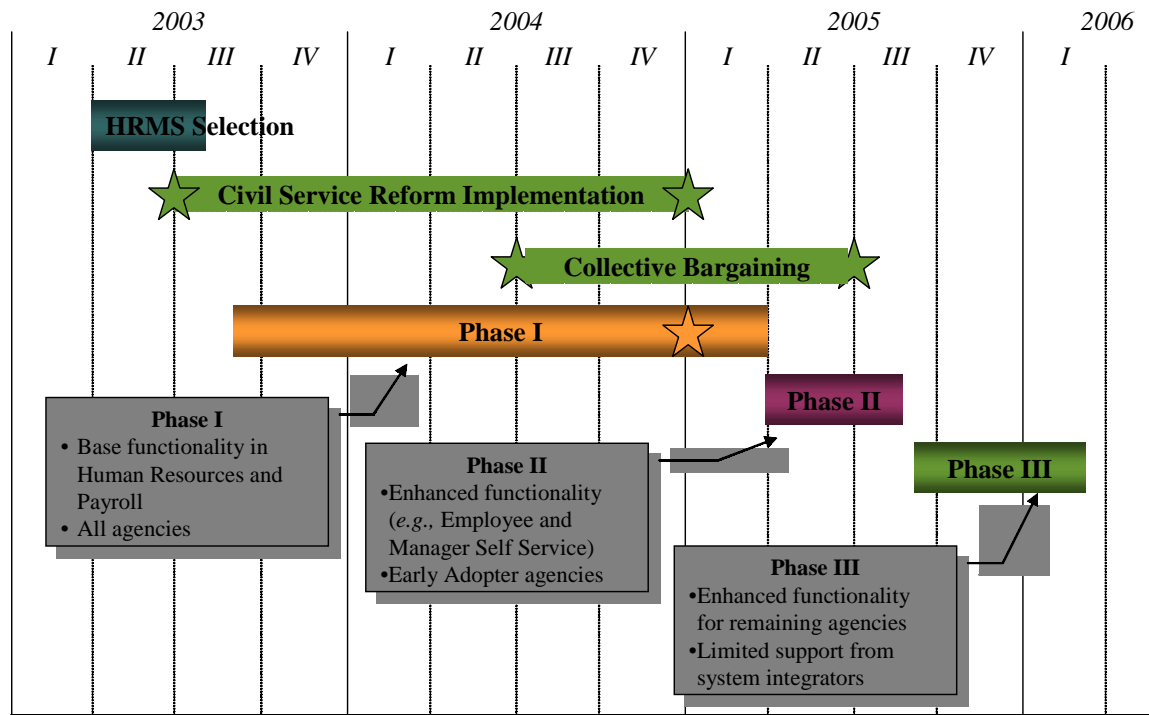 2003 2004 2005 2006
I II III IV I II III IV I II III IV I
HRMS Selection
Civil Service Reform Implementation
Collective Bargaining
Phase I
Phase II
Phase III
Phase I
• Base functionality in
Human Resources and
Payroll
• All agencies
Phase II
•Enhanced functionality
(e.g., Employee and
Manager Self Service)
•Early Adopter agencies
Phase III
•Enhanced functionality
for remaining agencies
•Limited support from
system integrators